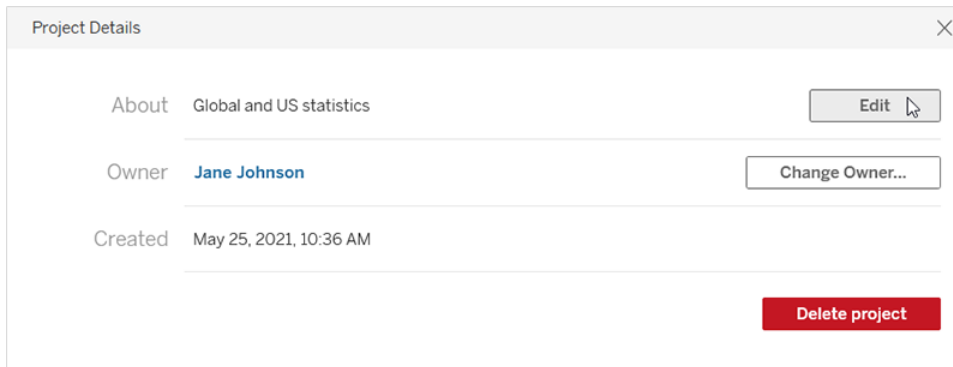 Project Details
About Global and US statistics Edit
Owner Jane Johnson Change Owner...
Created May 25, 2021, 10:36 AM
Delete project